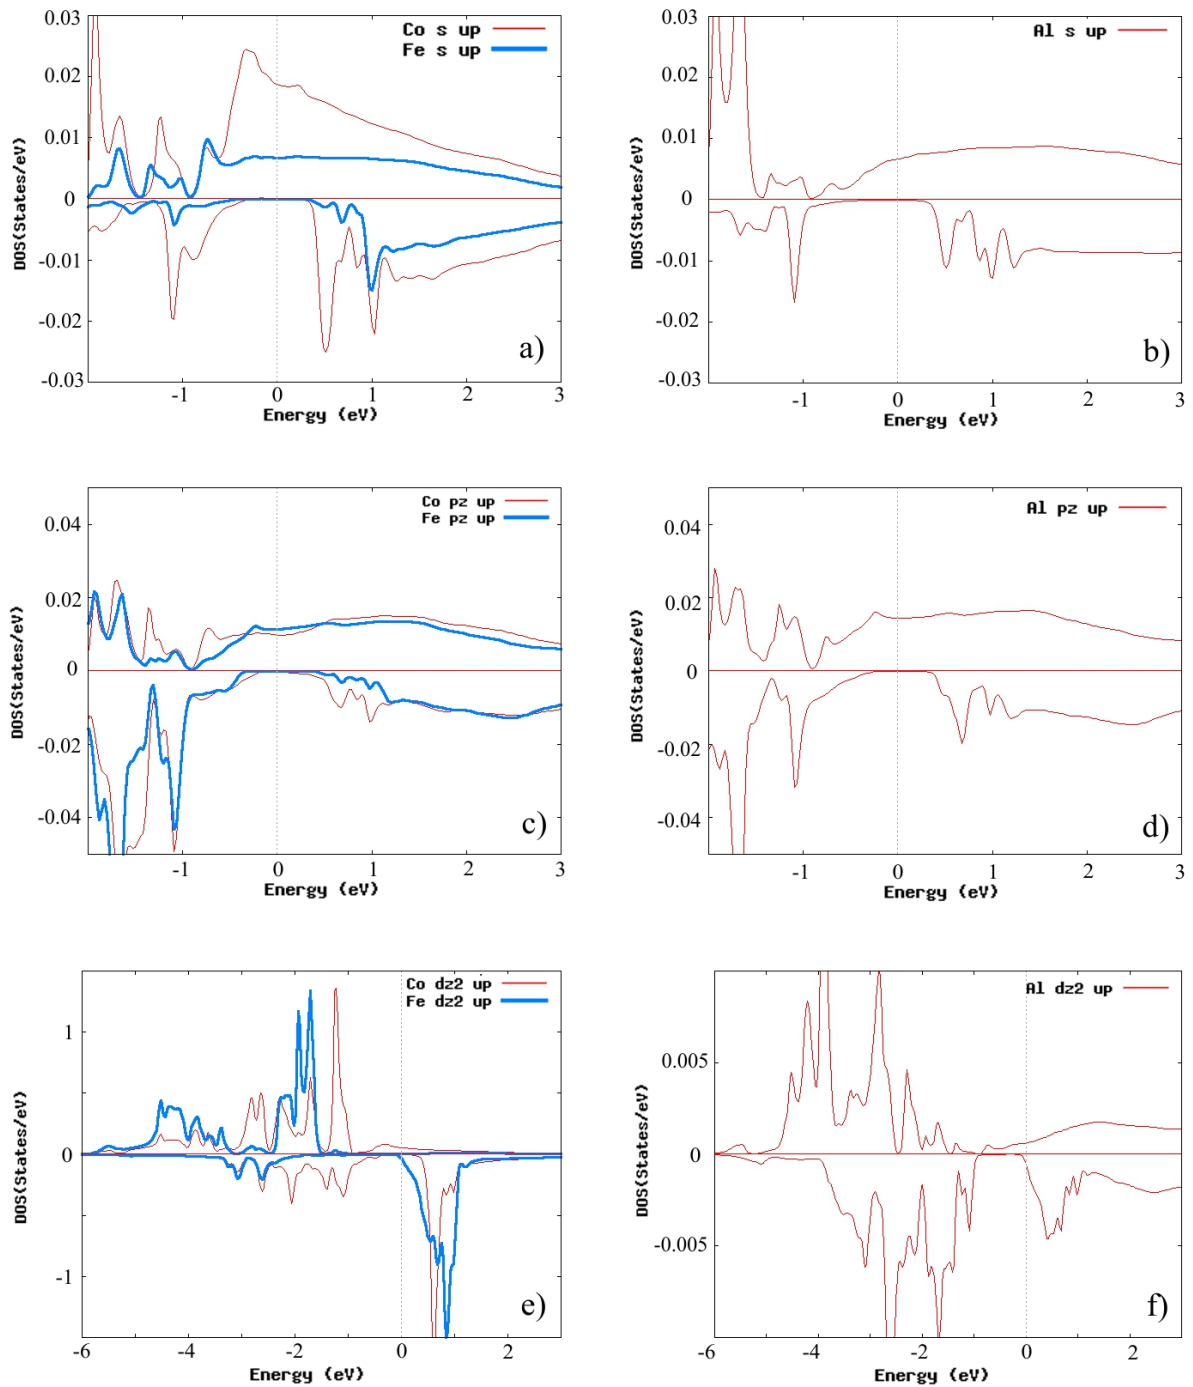 0.03
0.02
0.01
0
-0.01
-0.02
-0.03
DOS(States/eV)
Co s up
Fe s up
a)
-1 0 1 2 3
Energy (eV)
0.03
0.02
0.01
0
-0.01
-0.02
-0.03
DOS(States/eV)
Al s up
b)
-1 0 1 2 3
Energy (eV)
0.04
0.02
0
-0.02
-0.04
DOS(States/eV)
Co pz up
Fe pz up
c)
-1 0 1 2 3
Energy (eV)
0.04
0.02
0
-0.02
-0.04
DOS(States/eV)
Al pz up
d)
-1 0 1 2 3
Energy (eV)
1
0
-1
DOS(States/eV)
Co dz2 up
Fe dz2 up
e)
-6 -4 -2 0 2
Energy (eV)
0.005
0
-0.005
DOS(States/eV)
Al dz2 up
f)
-6 -4 -2 0 2
Energy (eV)